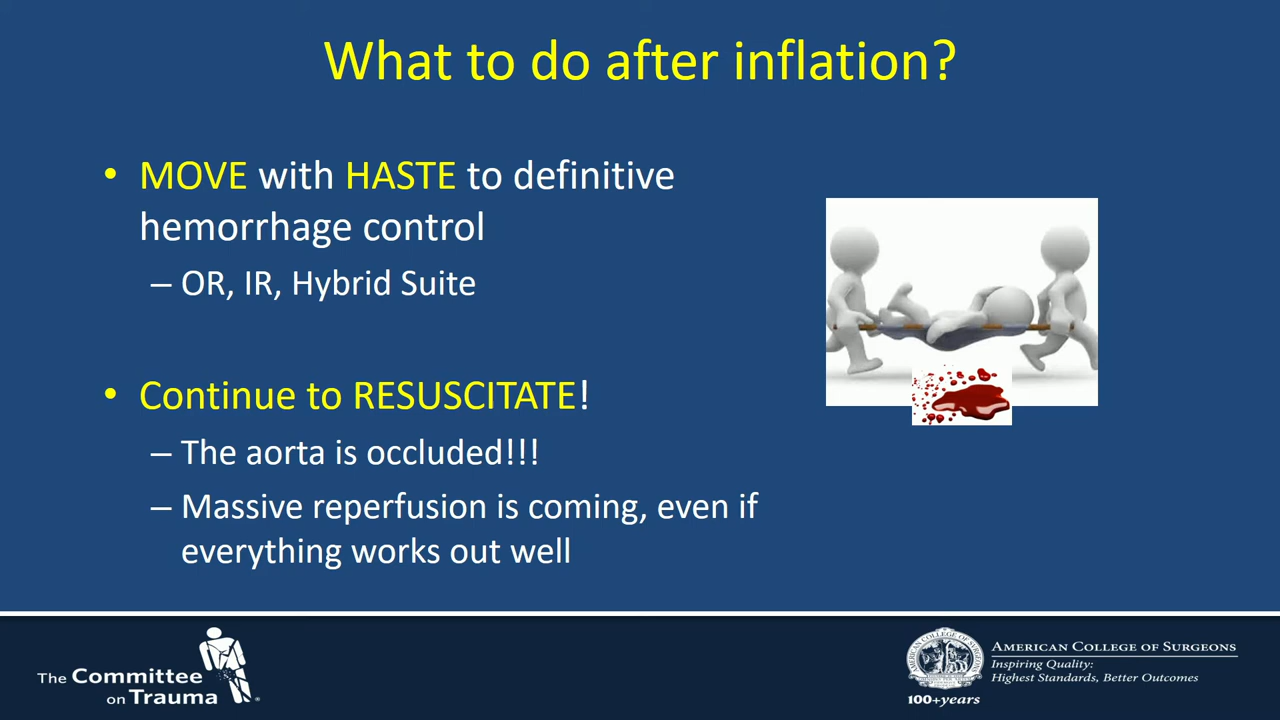 What to do after inflation?
• MOVE with HASTE to definitive
hemorrhage control
– OR, IR, Hybrid Suite
• Continue to RESUSCITATE!
– The aorta is occluded!!!
– Massive reperfusion is coming, even if
everything works out well
The Committee
on Trauma
AMERICAN COLLEGE OF SURGEONS
Inspiring Quality:
Highest Standards, Better Outcomes
100+years